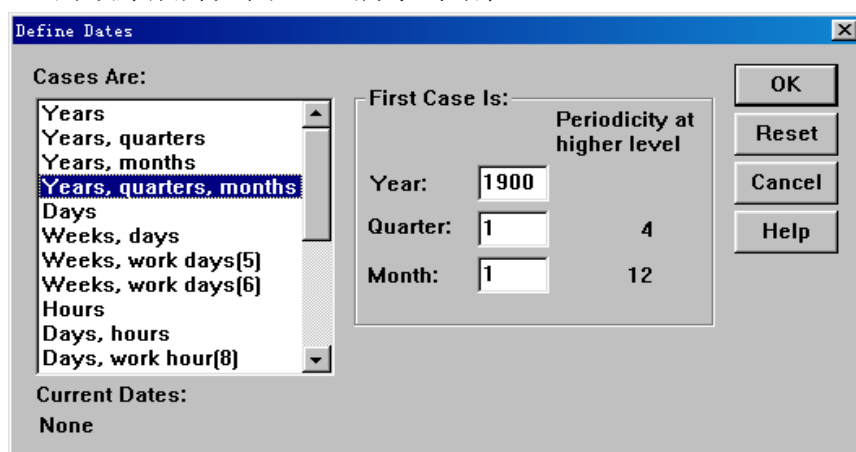 Define Dates
Cases Are:
Years
Years, quarters
Years, months
Years, quarters, months
Days
Weeks, days
Weeks, work days(5)
Weeks, work days(6)
Hours
Days, hours
Days, work hour(8)
Current Dates:
None
First Case Is:
Periodicity at
higher level
Year: 1900
Quarter: 1 4
Month: 1 12
OK
Reset
Cancel
Help